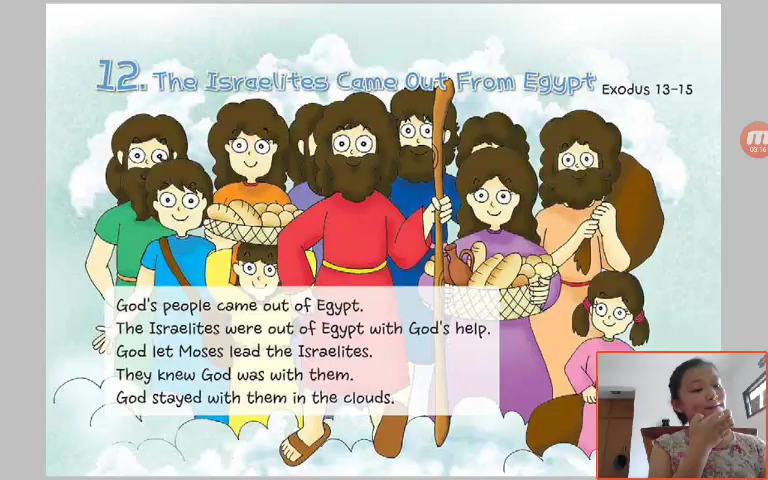 12. The Israelites Came Out From Egypt
Exodus 13-15
God's people came out of Egypt.
The Israelites were out of Egypt with God's help.
God let Moses lead the Israelites.
They knew God was with them.
God stayed with them in the clouds.
03:16